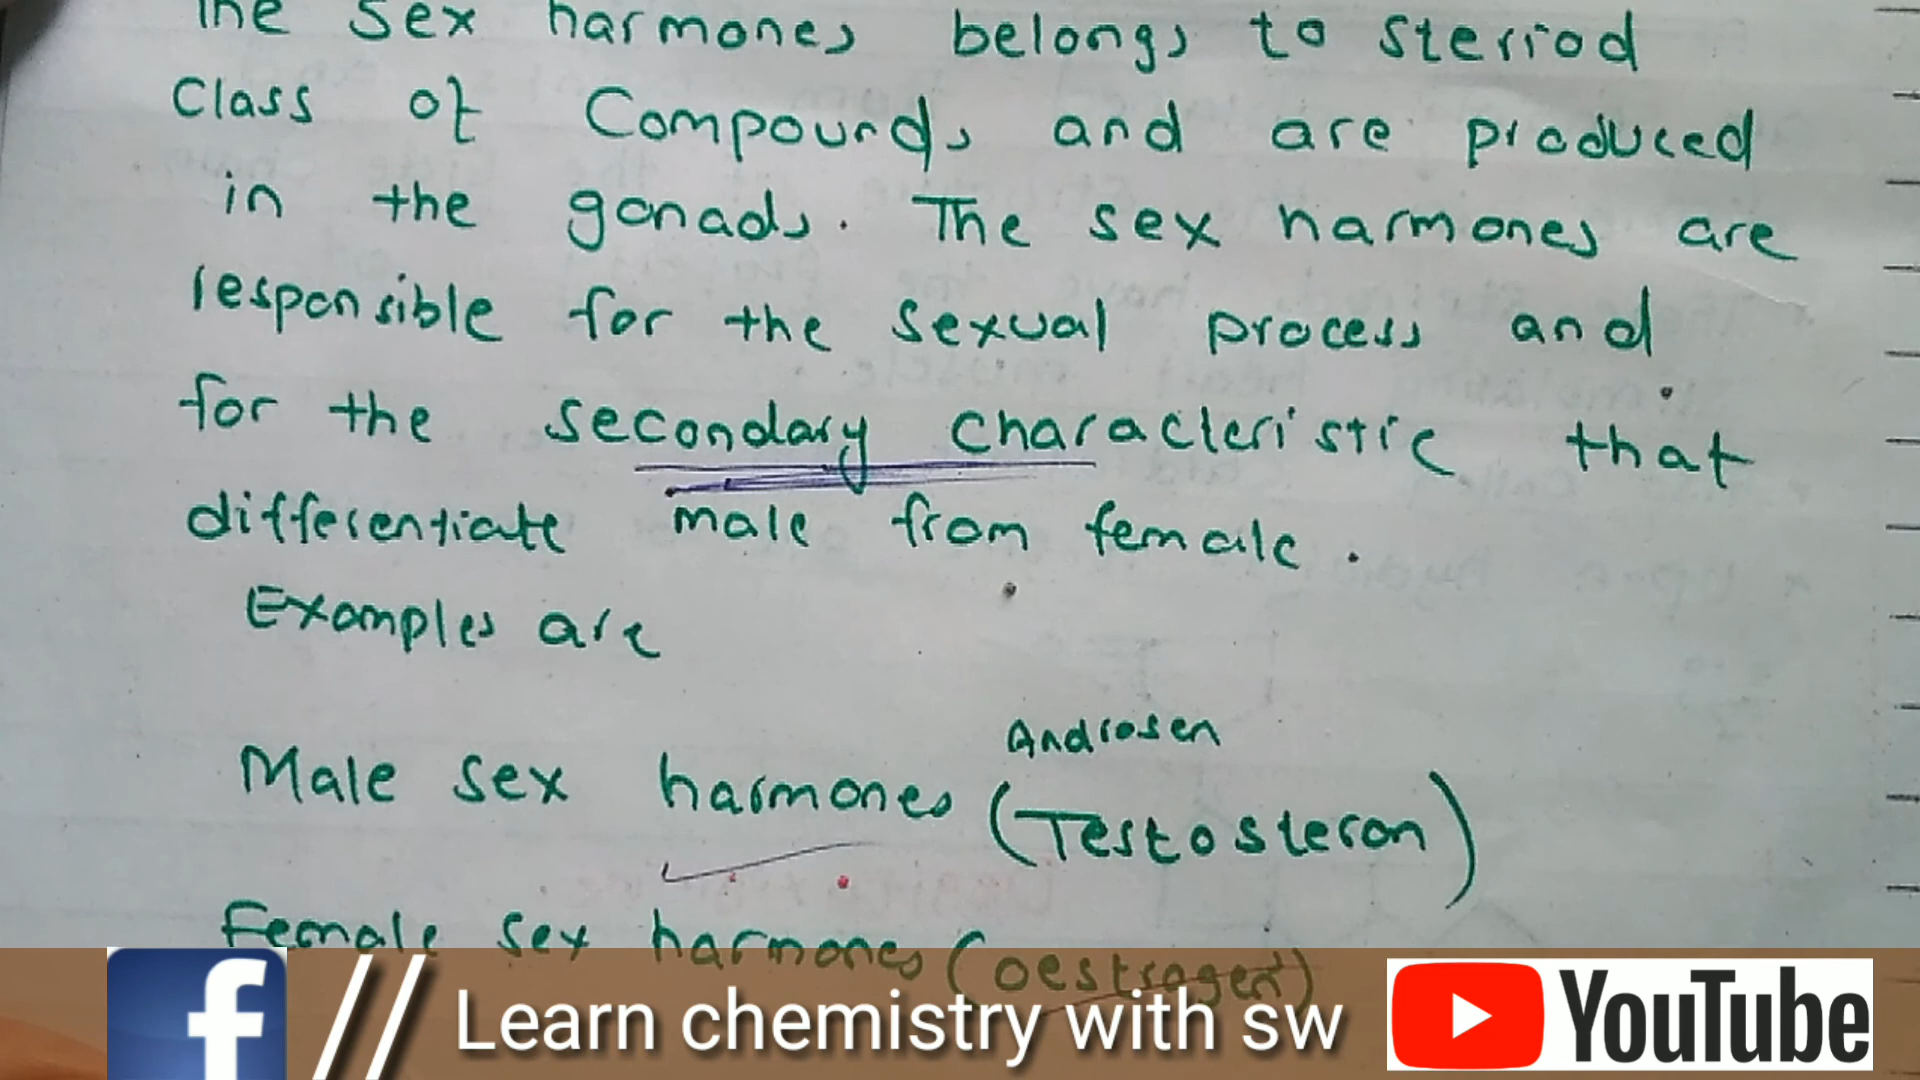 The sex harmones belongs to steriod
Class of Compounds and are produced
in the gonads. The sex harmones are
responsible for the sexual process and
for the secondary characteristic that
differentiate male from female.
Examples are
Androsen
Male sex harmones (Testosteron)
Female sex harmones (oestrogen)
f // Learn chemistry with sw YouTube